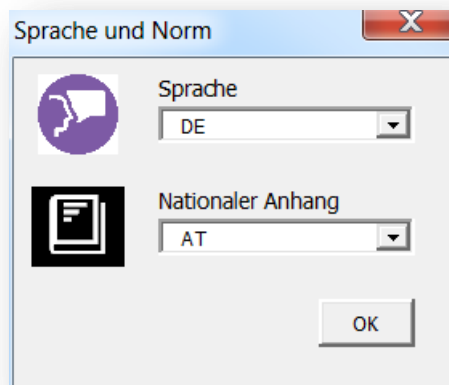 Sprache und Norm
Sprache
DE
Nationaler Anhang
AT
OK